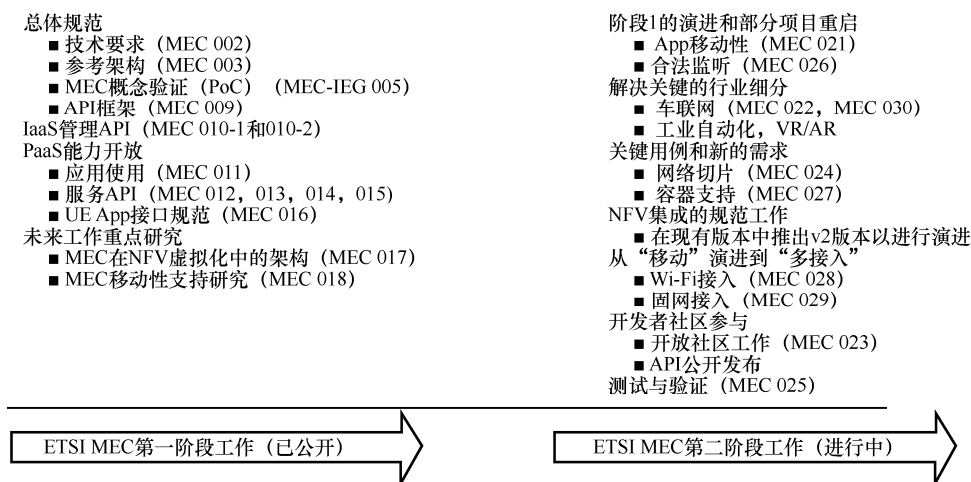 总体规范
■ 技术要求（MEC 002）
■ 参考架构（MEC 003）
■ MEC概念验证（PoC）（MEC-IEG 005）
■ API框架（MEC 009）
IaaS管理API（MEC 010-1和010-2）
PaaS能力开放
■ 应用使用（MEC 011）
■ 服务API（MEC 012，013，014，015）
■ UE App接口规范（MEC 016）
未来工作重点研究
■ MEC在NFV虚拟化中的架构（MEC 017）
■ MEC移动性支持研究（MEC 018）
ETSI MEC第一阶段工作（已公开）
阶段1的演进和部分项目重启
■ App移动性（MEC 021）
■ 合法监听（MEC 026）
解决关键的行业细分
■ 车联网（MEC 022，MEC 030）
■ 工业自动化，VR/AR
关键用例和新的需求
■ 网络切片（MEC 024）
■ 容器支持（MEC 027）
NFV集成的规范工作
■ 在现有版本中推出v2版本以进行演进
从“移动”演进到“多接入”
■ Wi-Fi接入（MEC 028）
■ 固网接入（MEC 029）
开发者社区参与
■ 开放社区工作（MEC 023）
■ API公开发布
测试与验证（MEC 025）
ETSI MEC第二阶段工作（进行中）